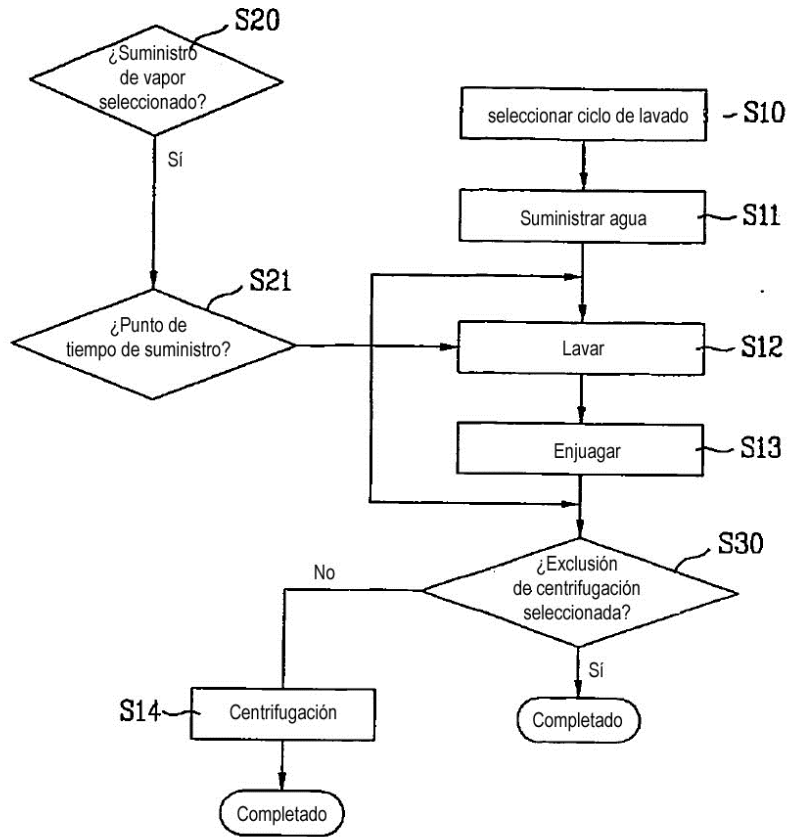 S20
¿Suministro
de vapor
seleccionado?
Sí
S21
¿Punto de
tiempo de suministro?
seleccionar ciclo de lavado
S10
Suministrar agua
S11
Lavar
S12
Enjuagar
S13
S30
¿Exclusión
de centrifugación
seleccionada?
No
Sí
S14
Centrifugación
Completado
Completado